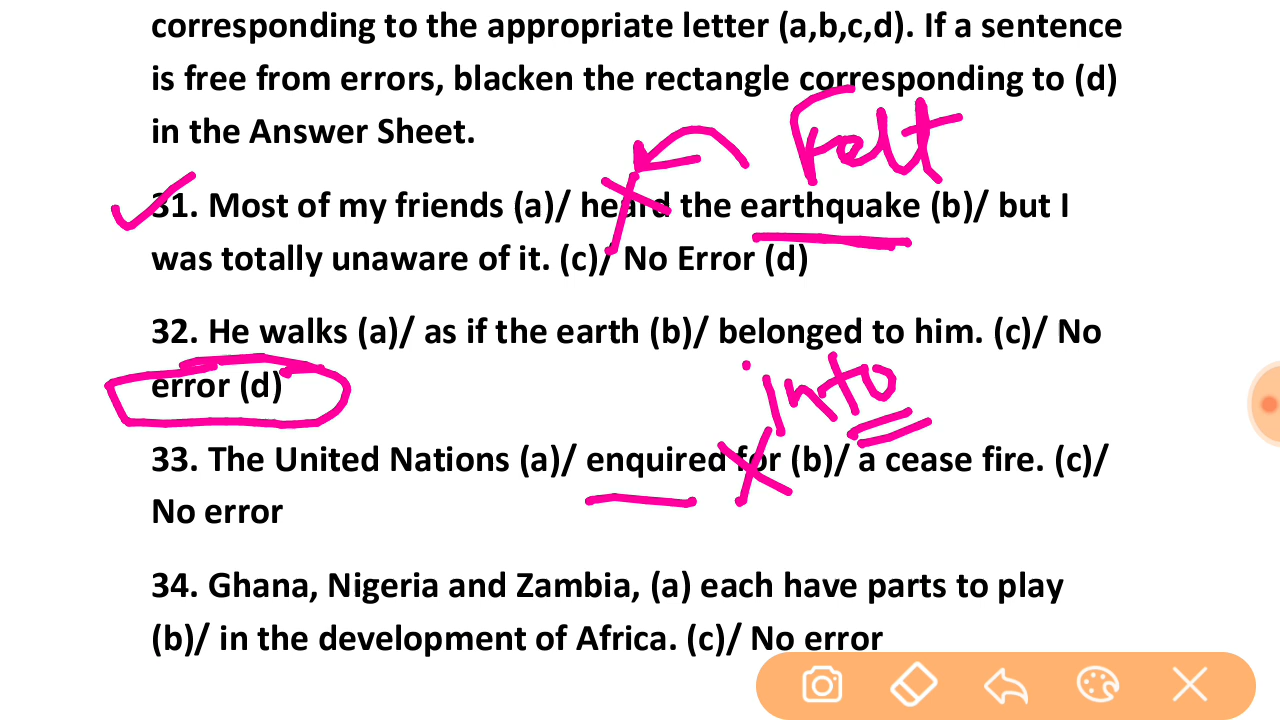 corresponding to the appropriate letter (a,b,c,d). If a sentence
is free from errors, blacken the rectangle corresponding to (d)
in the Answer Sheet.
Felt
31. Most of my friends (a)/ heard the earthquake (b)/ but I
was totally unaware of it. (c)/ No Error (d)
32. He walks (a)/ as if the earth (b)/ belonged to him. (c)/ No
error (d)
into
33. The United Nations (a)/ enquired for (b)/ a cease fire. (c)/
No error
34. Ghana, Nigeria and Zambia, (a) each have parts to play
(b)/ in the development of Africa. (c)/ No error